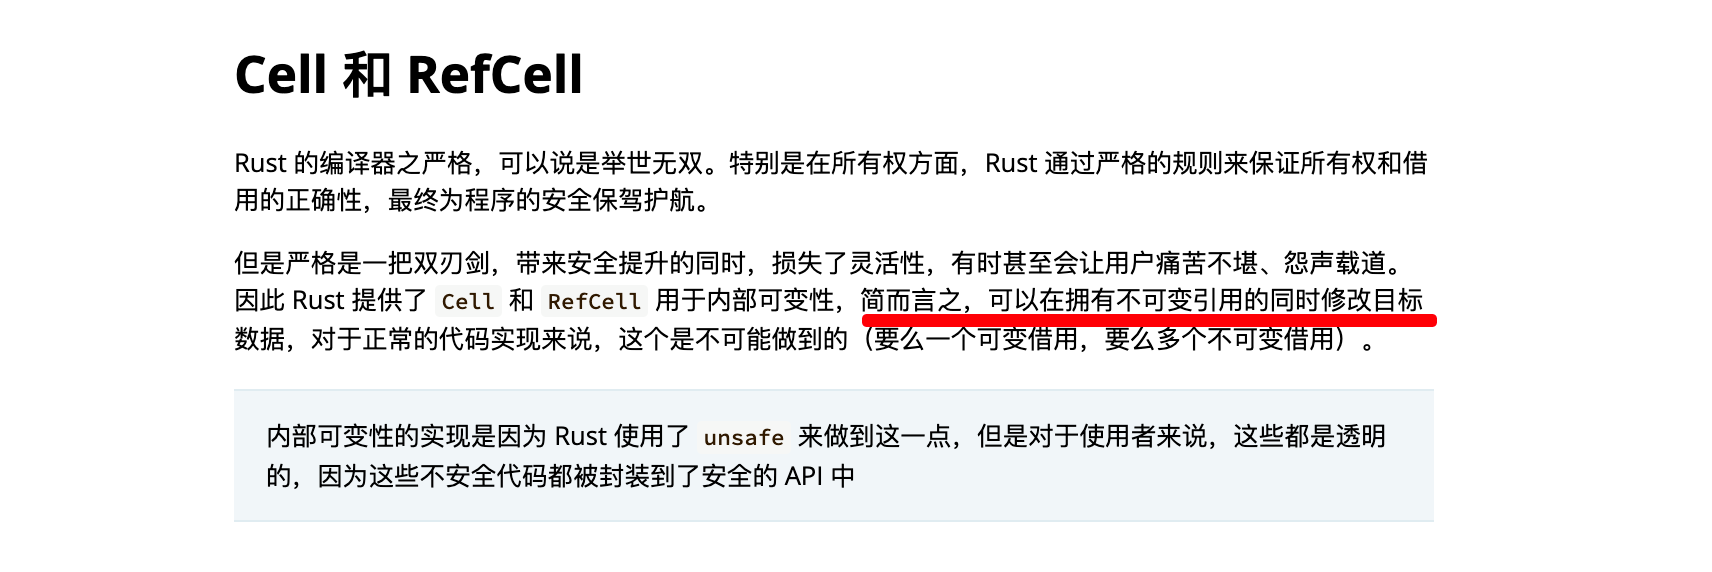 Cell 和 RefCell
Rust 的编译器之严格，可以说是举世无双。特别是在所有权方面，Rust 通过严格的规则来保证所有权和借
用的正确性，最终为程序的安全保驾护航。
但是严格是一把双刃剑，带来安全提升的同时，损失了灵活性，有时甚至会让用户痛苦不堪、怨声载道。
因此 Rust 提供了 Cell 和 RefCell 用于内部可变性，简而言之，可以在拥有不可变引用的同时修改目标
数据，对于正常的代码实现来说，这个是不可能做到的（要么一个可变借用，要么多个不可变借用）。
内部可变性的实现是因为 Rust 使用了 unsafe 来做到这一点，但是对于使用者来说，这些都是透明
的，因为这些不安全代码都被封装到了安全的 API 中